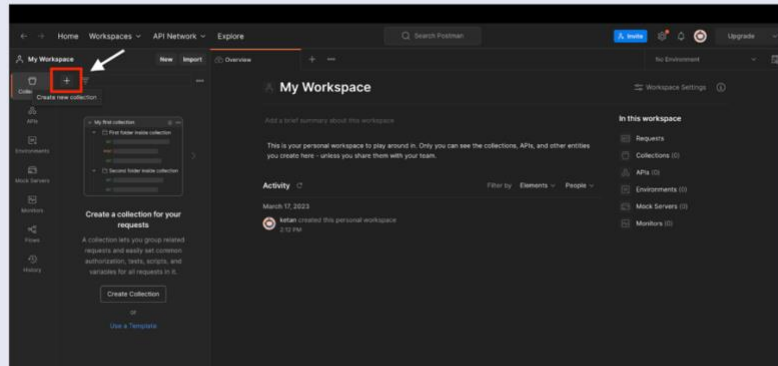 Home Workspaces API Network Explore Search Postman Invite Upgrade
My Workspace New Import Overview No Environment
Create new collection
APIs
Environments
Mock Servers
Monitors
Flows
History
My first collection
First folder inside collection
Second folder inside collection
Create a collection for your
requests
A collection lets you group related
requests and easily set common
authorization, tests, scripts, and
variables for all requests in it.
Create Collection
or
Use a Template
My Workspace
Workspace Settings
Add a brief summary about this workspace
This is your personal workspace to play around in. Only you can see the collections, APIs, and other entities
you create here - unless you share them with your team.
Activity Filter by Elements People
March 17, 2023
ketan created this personal workspace
2:12 PM
In this workspace
Requests
Collections (0)
APIs (0)
Environments (0)
Mock Servers (0)
Monitors (0)